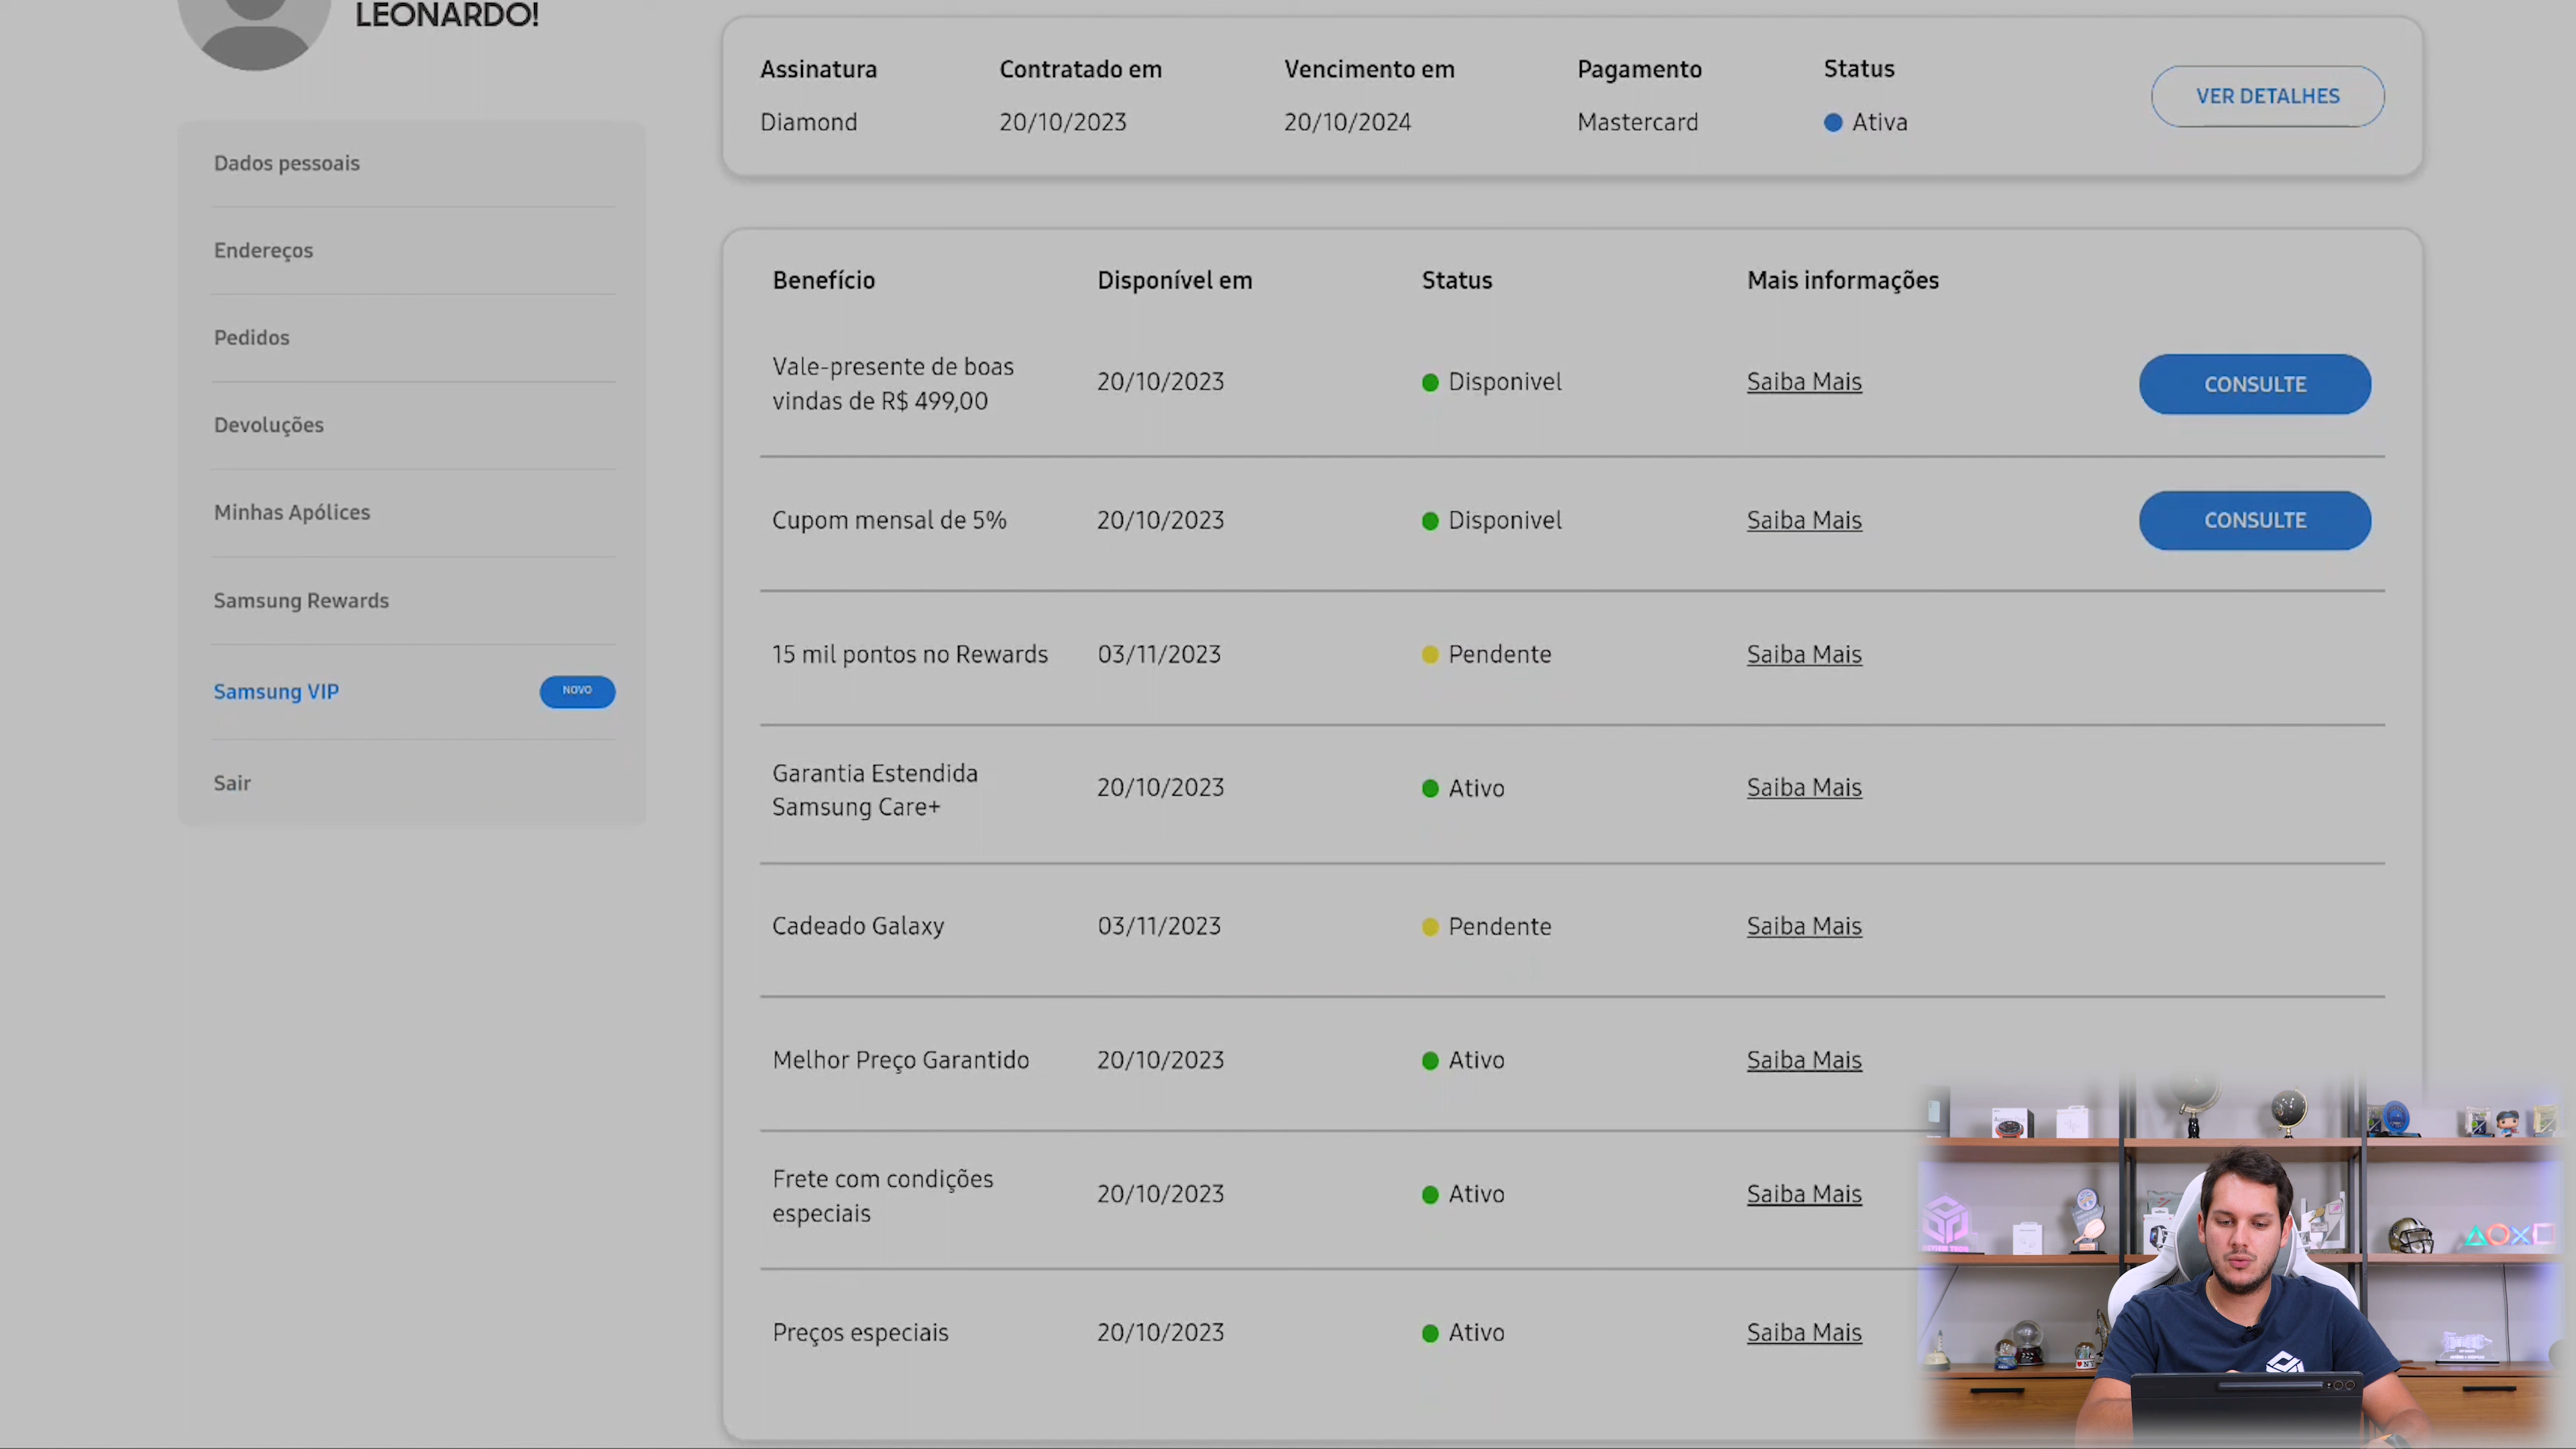 LEONARDO!
Dados pessoais
Endereços
Pedidos
Devoluções
Minhas Apólices
Samsung Rewards
Samsung VIP NOVO
Sair
Assinatura Contratado em Vencimento em Pagamento Status
Diamond 20/10/2023 20/10/2024 Mastercard Ativa
VER DETALHES
Benefício Disponível em Status Mais informações
Vale-presente de boas
vindas de R$ 499,00
20/10/2023 Disponivel Saiba Mais CONSULTE
Cupom mensal de 5% 20/10/2023 Disponivel Saiba Mais CONSULTE
15 mil pontos no Rewards 03/11/2023 Pendente Saiba Mais
Garantia Estendida
Samsung Care+
20/10/2023 Ativo Saiba Mais
Cadeado Galaxy 03/11/2023 Pendente Saiba Mais
Melhor Preço Garantido 20/10/2023 Ativo Saiba Mais
Frete com condições
especiais
20/10/2023 Ativo Saiba Mais
Preços especiais 20/10/2023 Ativo Saiba Mais